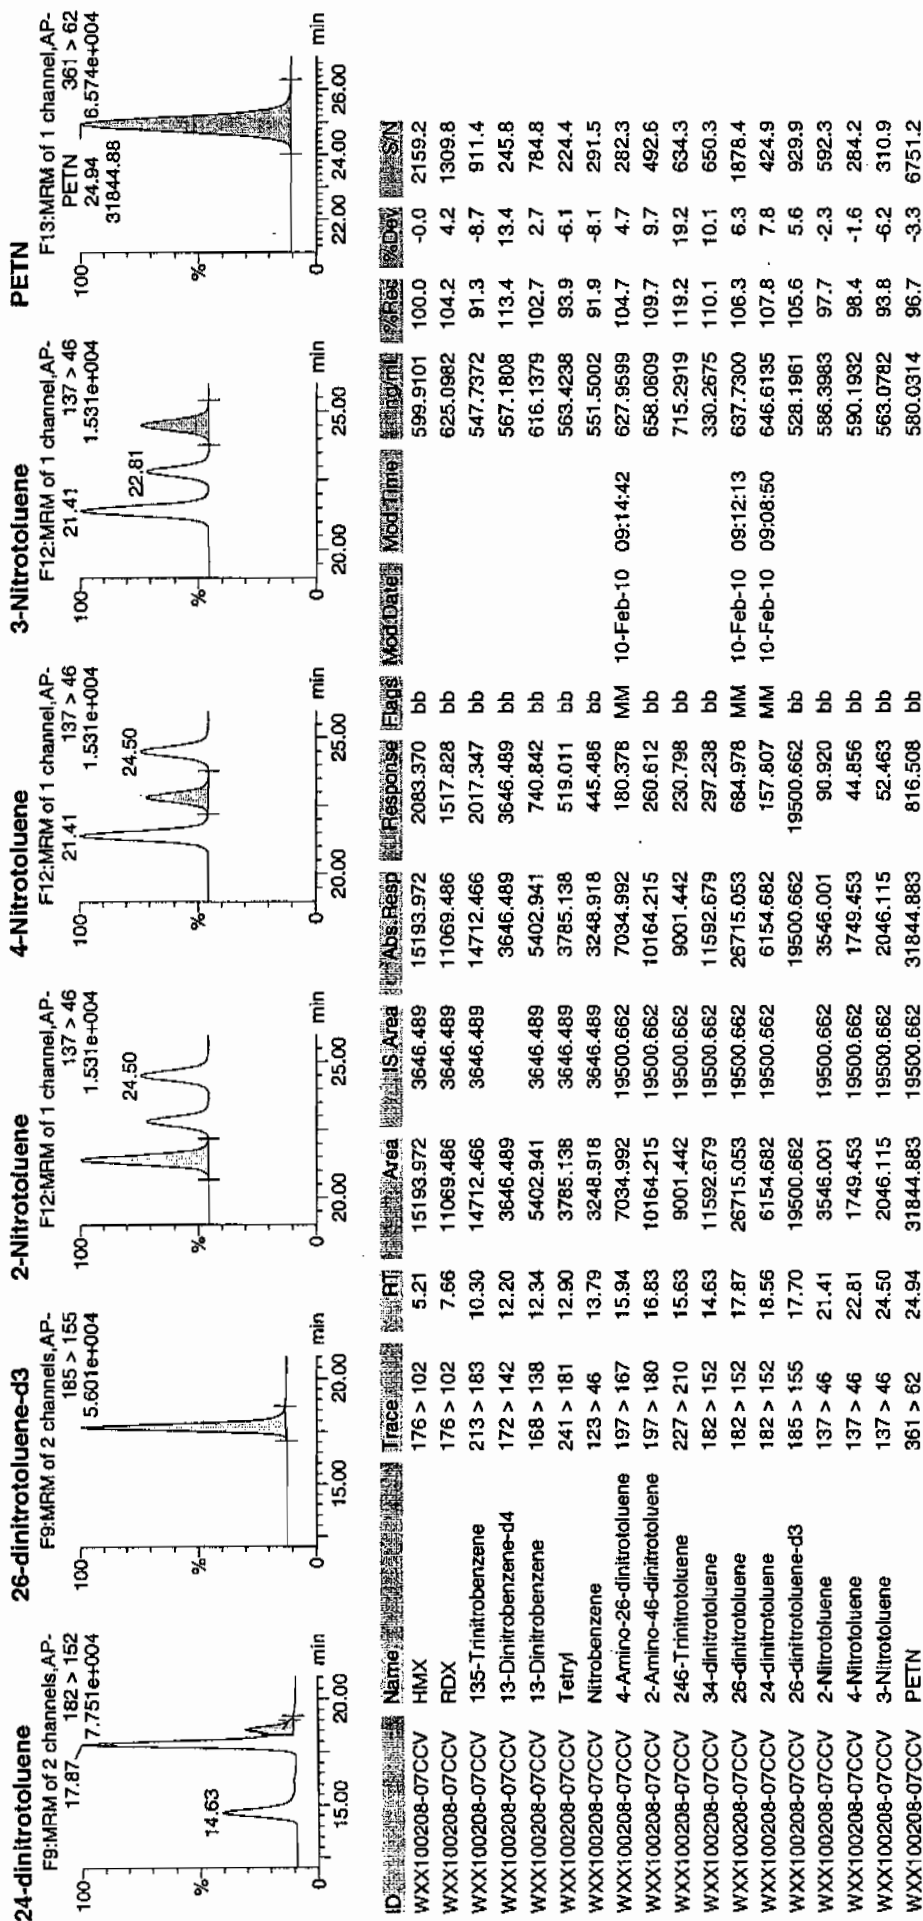 24-dinitrotoluene
F9:MRM of 2 channels,AP-
182 > 152
7.751e+004
17.87
14.63
100
%
0
15.00 20.00
min
26-dinitrotoluene-d3
F9:MRM of 2 channels,AP-
185 > 155
5.601e+004
100
%
0
15.00 20.00
min
2-Nitrotoluene
F12:MRM of 1 channel,AP-
137 > 46
1.531e+004
24.50
100
%
0
20.00 25.00
min
4-Nitrotoluene
F12:MRM of 1 channel,AP-
137 > 46
1.531e+004
21.41
24.50
100
%
0
20.00 25.00
min
3-Nitrotoluene
F12:MRM of 1 channel,AP-
137 > 46
1.531e+004
21.41
22.81
100
%
0
20.00 25.00
min
PETN
F13:MRM of 1 channel,AP-
361 > 62
6.574e+004
PETN
24.94
31844.88
100
%
0
22.00 24.00 26.00
min
ID Name Trace RT Area IS Area Abs.Resp Response Flags Mod.Date Mod.Time ng/mL %Rec %Dev S/N
WXX100208-07CCV HMX 176 > 102 5.21 15193.972 3646.489 15193.972 2083.370 bb 599.9101 100.0 -0.0 2159.2
WXX100208-07CCV RDX 176 > 102 7.66 11069.486 3646.489 11069.486 1517.828 bb 625.0982 104.2 4.2 1309.8
WXX100208-07CCV 135-Trinitrobenzene 213 > 183 10.30 14712.466 3646.489 14712.466 2017.347 bb 547.7372 91.3 -8.7 911.4
WXX100208-07CCV 13-Dinitrobenzene-d4 172 > 142 12.20 3646.489 3646.489 3646.489 bb 567.1808 113.4 13.4 245.8
WXX100208-07CCV 13-Dinitrobenzene 168 > 138 12.34 5402.941 3646.489 5402.941 740.842 bb 616.1379 102.7 2.7 784.8
WXX100208-07CCV Tetryl 241 > 181 12.90 3785.138 3646.489 3785.138 519.011 bb 563.4238 93.9 -6.1 224.4
WXX100208-07CCV Nitrobenzene 123 > 46 13.79 3248.918 3646.489 3248.918 445.486 bb 551.5002 91.9 -8.1 291.5
WXX100208-07CCV 4-Amino-26-dinitrotoluene 197 > 167 15.94 7034.992 19500.662 7034.992 180.378 MM 10-Feb-10 09:14:42 627.9599 104.7 4.7 282.3
WXX100208-07CCV 2-Amino-46-dinitrotoluene 197 > 180 16.83 10164.215 19500.662 10164.215 260.612 bb 658.0609 109.7 9.7 492.6
WXX100208-07CCV 246-Trinitrotoluene 227 > 210 15.63 9001.442 19500.662 9001.442 230.798 bb 715.2919 119.2 19.2 634.3
WXX100208-07CCV 34-dinitrotoluene 182 > 152 14.63 11592.679 19500.662 11592.679 297.238 bb 330.2675 110.1 10.1 650.3
WXX100208-07CCV 26-dinitrotoluene 182 > 152 17.87 26715.053 19500.662 26715.053 684.978 MM 10-Feb-10 09:12:13 637.7300 106.3 6.3 1878.4
WXX100208-07CCV 24-dinitrotoluene 182 > 152 18.56 6154.682 19500.662 6154.682 157.807 MM 10-Feb-10 09:08:50 646.6135 107.8 7.8 424.9
WXX100208-07CCV 26-dinitrotoluene-d3 185 > 155 17.70 19500.662 19500.662 19500.662 bb 528.1961 105.6 5.6 929.9
WXX100208-07CCV 2-Nitrotoluene 137 > 46 21.41 3546.001 19500.662 3546.001 90.920 bb 586.3983 97.7 -2.3 592.3
WXX100208-07CCV 4-Nitrotoluene 137 > 46 22.81 1749.453 19500.662 1749.453 44.856 bb 590.1932 98.4 -1.6 284.2
WXX100208-07CCV 3-Nitrotoluene 137 > 46 24.50 2046.115 19500.662 2046.115 52.463 bb 563.0782 93.8 -6.2 310.9
WXX100208-07CCV PETN 361 > 62 24.94 31844.883 19500.662 31844.883 816.508 bb 580.0314 96.7 -3.3 6751.2